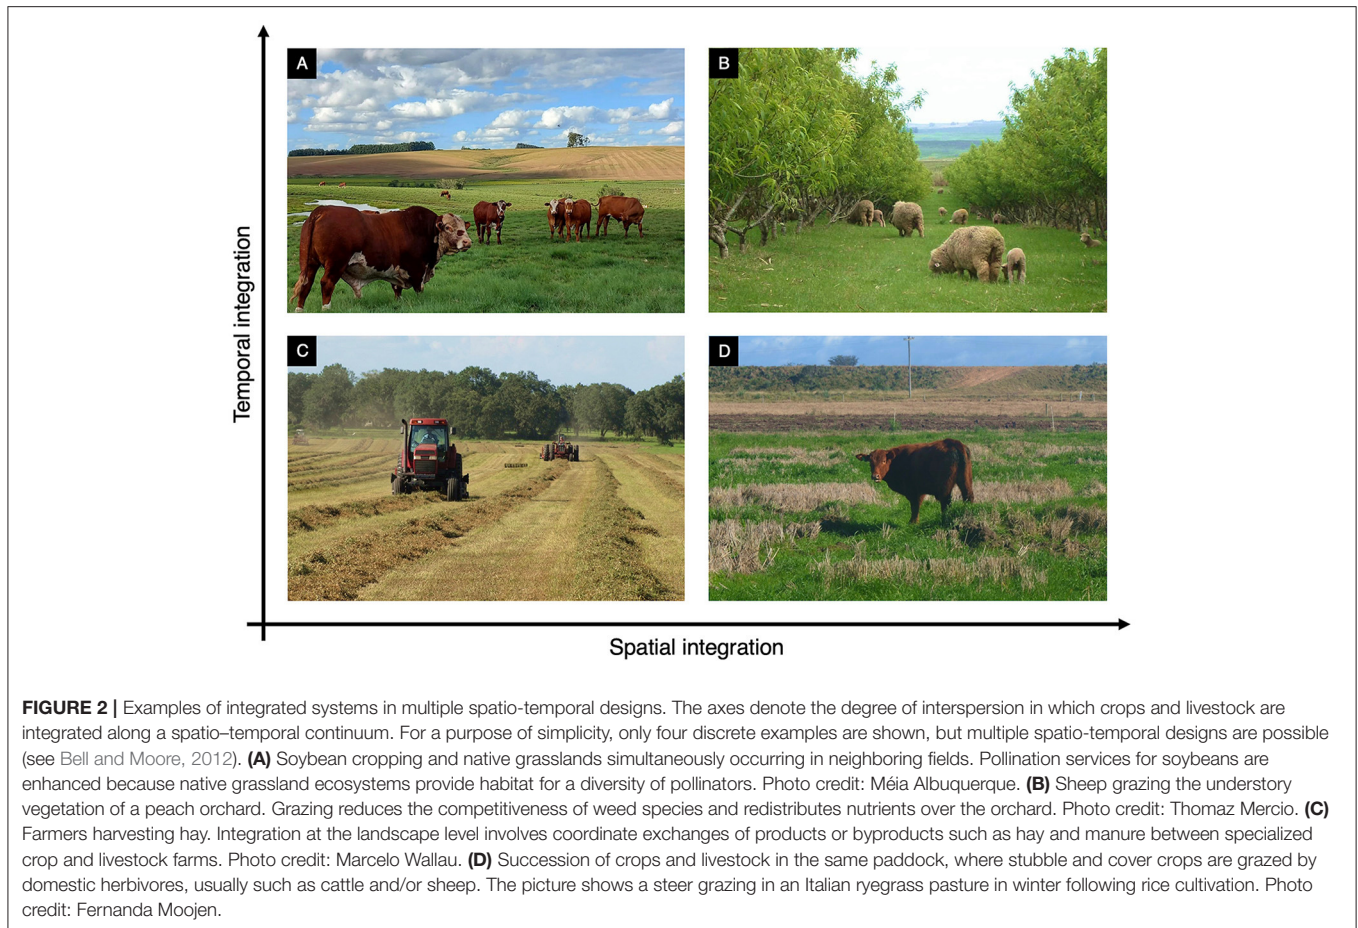 A
B
Temporal integration
C
D
Spatial integration
FIGURE 2 | Examples of integrated systems in multiple spatio-temporal designs. The axes denote the degree of interspersion in which crops and livestock are
integrated along a spatio–temporal continuum. For a purpose of simplicity, only four discrete examples are shown, but multiple spatio-temporal designs are possible
(see Bell and Moore, 2012). (A) Soybean cropping and native grasslands simultaneously occurring in neighboring fields. Pollination services for soybeans are
enhanced because native grassland ecosystems provide habitat for a diversity of pollinators. Photo credit: Méia Albuquerque. (B) Sheep grazing the understory
vegetation of a peach orchard. Grazing reduces the competitiveness of weed species and redistributes nutrients over the orchard. Photo credit: Thomaz Mercio. (C)
Farmers harvesting hay. Integration at the landscape level involves coordinate exchanges of products or byproducts such as hay and manure between specialized
crop and livestock farms. Photo credit: Marcelo Wallau. (D) Succession of crops and livestock in the same paddock, where stubble and cover crops are grazed by
domestic herbivores, usually such as cattle and/or sheep. The picture shows a steer grazing in an Italian ryegrass pasture in winter following rice cultivation. Photo
credit: Fernanda Moojen.